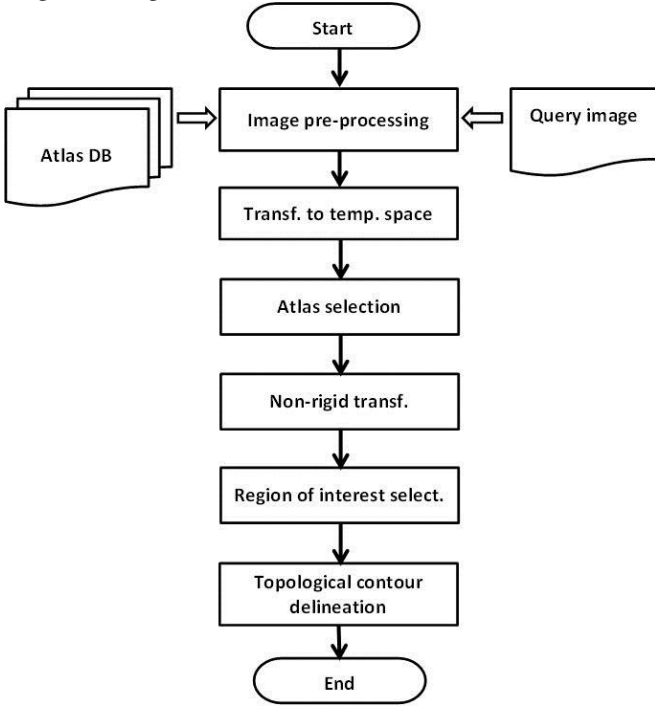 Start
Atlas DB
Image pre-processing
Query image
Transf. to temp. space
Atlas selection
Non-rigid transf.
Region of interest select.
Topological contour
delineation
End